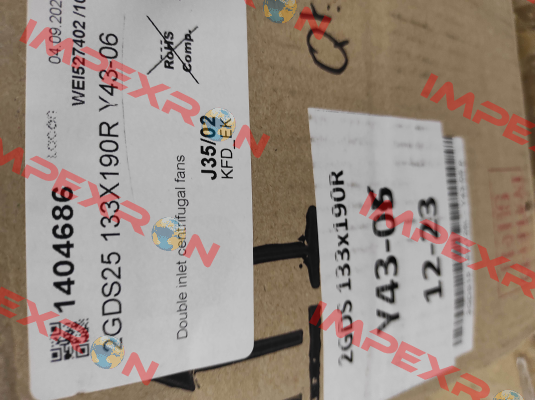 1404686
04.09.202
WEI527402 /10
2GDS25 133X190R Y43-06
Double inlet centrifugal fans
RoHS
Comp.
J35/02
KFD_EK
2GDS 133x190R
Y43-06
12-23
IMPEXRON